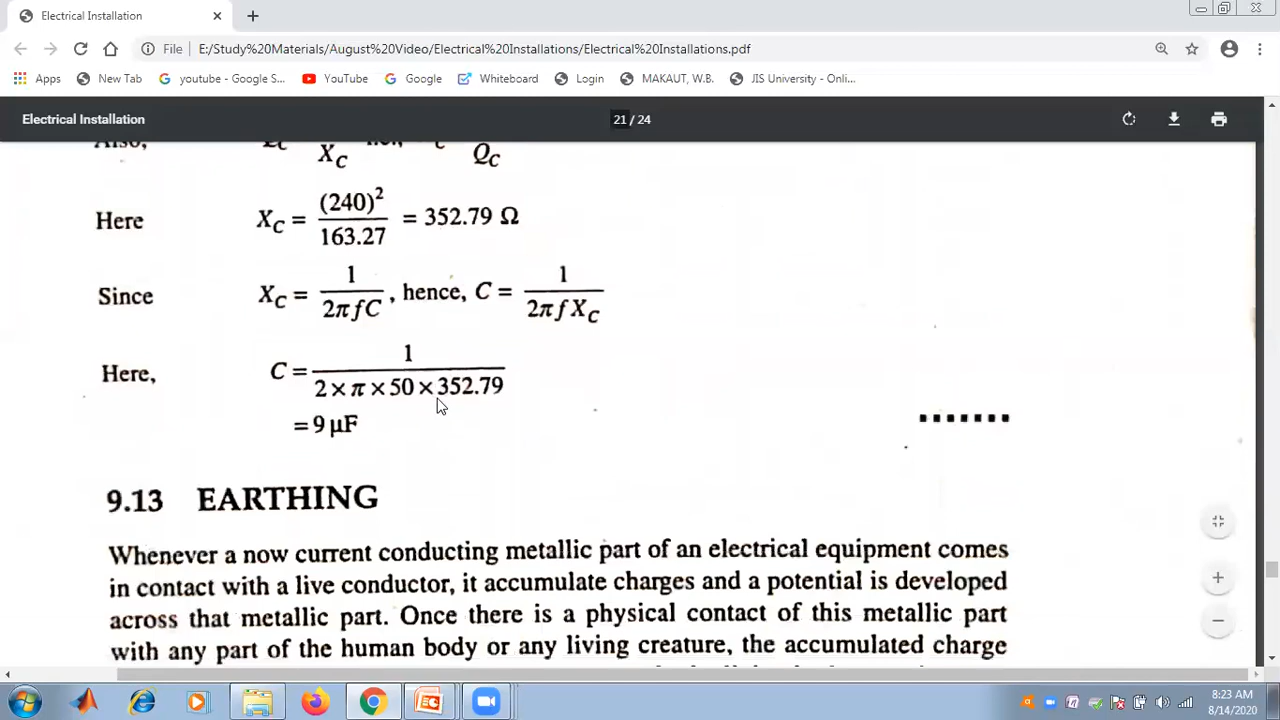 Electrical Installation
File | E:/Study%20Materials/August%20Video/Electrical%20Installations/Electrical%20Installations.pdf
Apps New Tab youtube - Google S... YouTube Google Whiteboard Login MAKAUT, W.B. JIS University - Onli...
Electrical Installation 21 / 24
Also, X_C Q_C
Here X_C = (240)² / 163.27 = 352.79 Ω
Since X_C = 1 / 2π f C , hence, C = 1 / 2π f X_C
Here, C = 1 / 2 × π × 50 × 352.79
= 9 µF
9.13 EARTHING
Whenever a now current conducting metallic part of an electrical equipment comes
in contact with a live conductor, it accumulate charges and a potential is developed
across that metallic part. Once there is a physical contact of this metallic part
with any part of the human body or any living creature, the accumulated charge
8:23 AM
8/14/2020